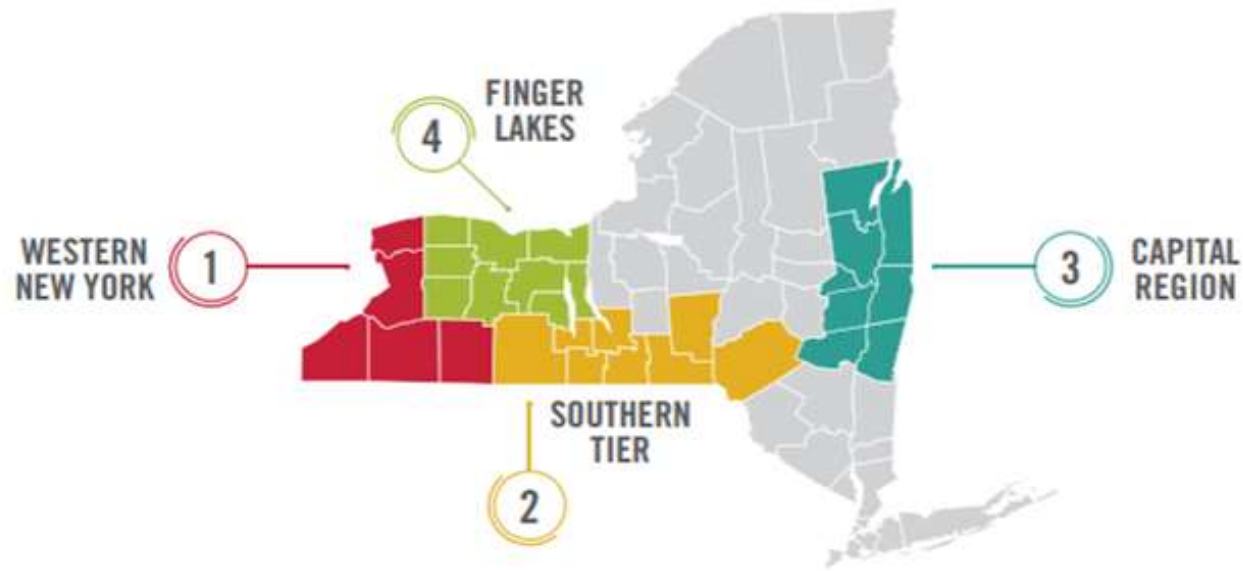 FINGER
LAKES
4
WESTERN
NEW YORK
1
3
CAPITAL
REGION
SOUTHERN
TIER
2